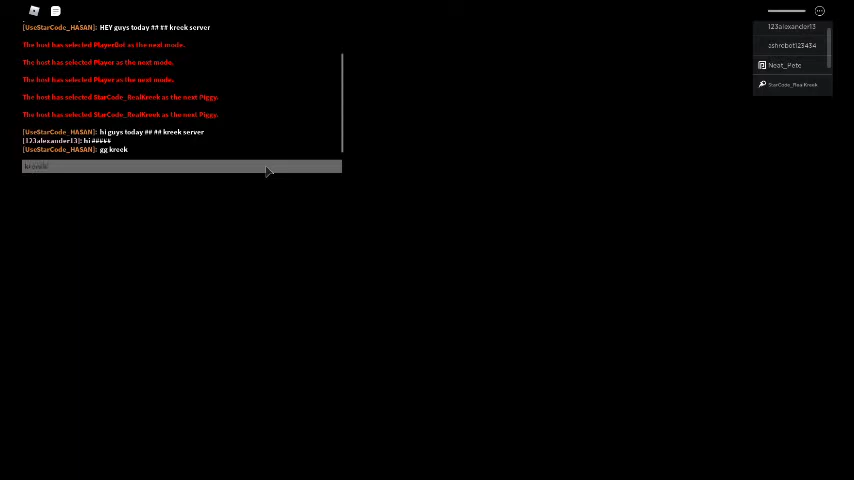 [UseStarCode_HASAN]: HEY guys today ## ## kreek server
The host has selected PlayerBot as the next mode.
The host has selected Player as the next mode.
The host has selected Player as the next mode.
The host has selected StarCode_RealKreek as the next Piggy.
The host has selected StarCode_RealKreek as the next Piggy.
[UseStarCode_HASAN]: hi guys today ## ## kreek server
[123alexander13]: hi #####
[UseStarCode_HASAN]: gg kreek
123alexander13
ashrobot123434
Neat_Pete
StarCode_RealKreek